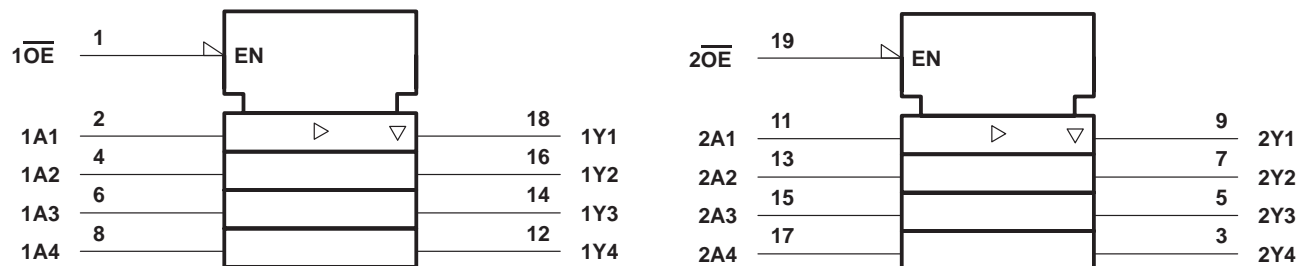 1OE 1 EN
1A1 2 18 1Y1
1A2 4 16 1Y2
1A3 6 14 1Y3
1A4 8 12 1Y4
2OE 19 EN
2A1 11 9 2Y1
2A2 13 7 2Y2
2A3 15 5 2Y3
2A4 17 3 2Y4